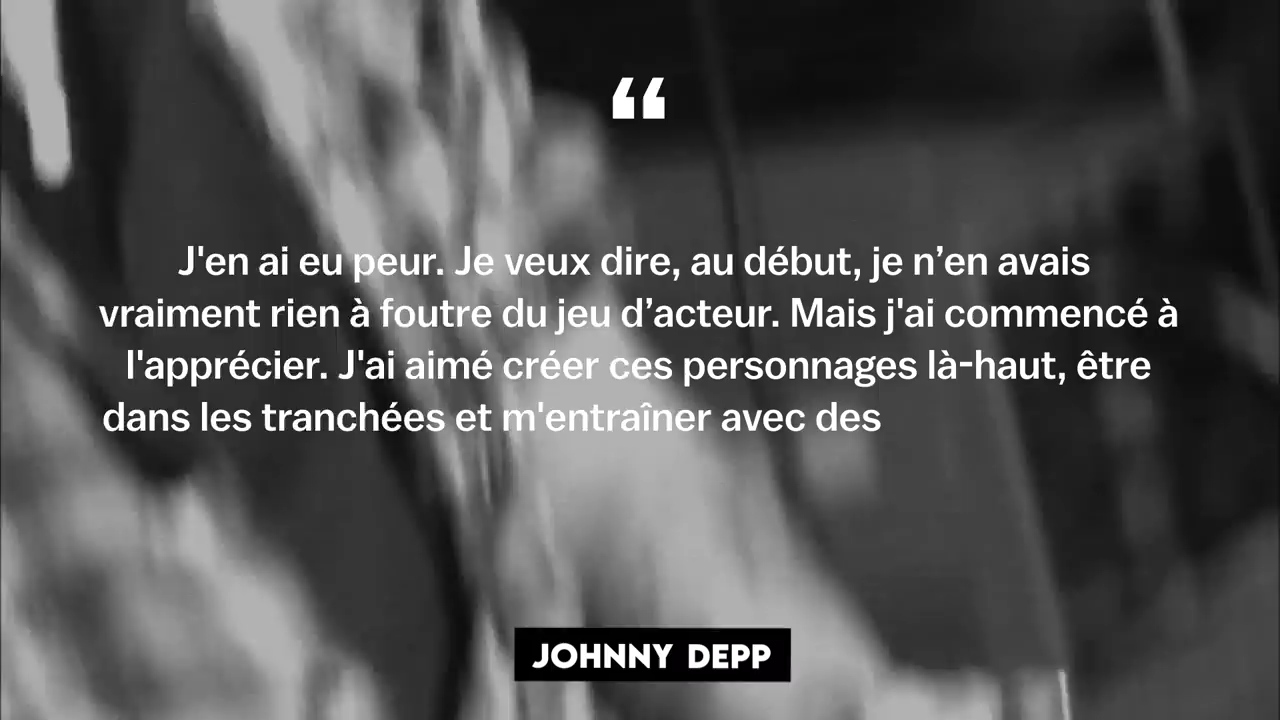 “
J'en ai eu peur. Je veux dire, au début, je n’en avais
vraiment rien à foutre du jeu d’acteur. Mais j'ai commencé à
l'apprécier. J'ai aimé créer ces personnages là-haut, être
dans les tranchées et m'entraîner avec des
JOHNNY DEPP